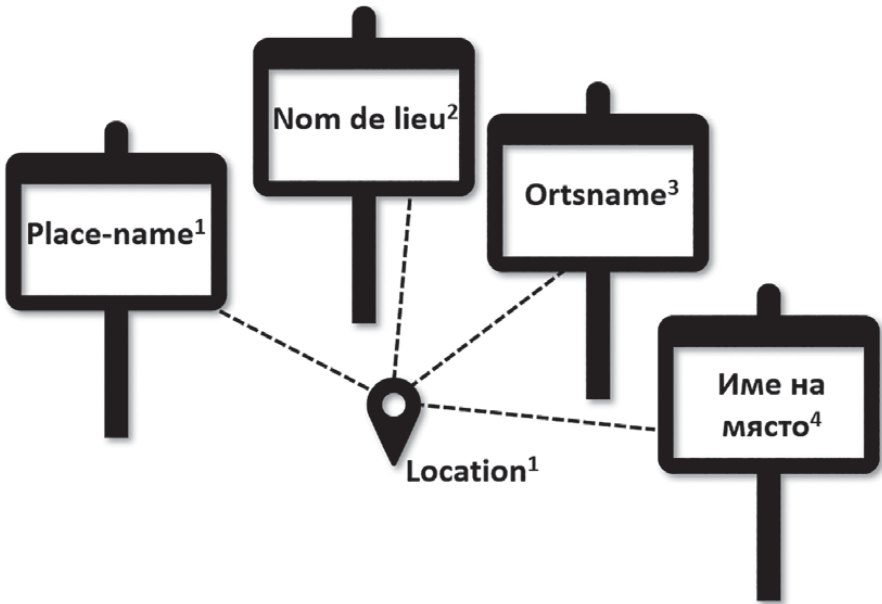 Place-name¹
Nom de lieu²
Ortsname³
Име на
място⁴
Location¹